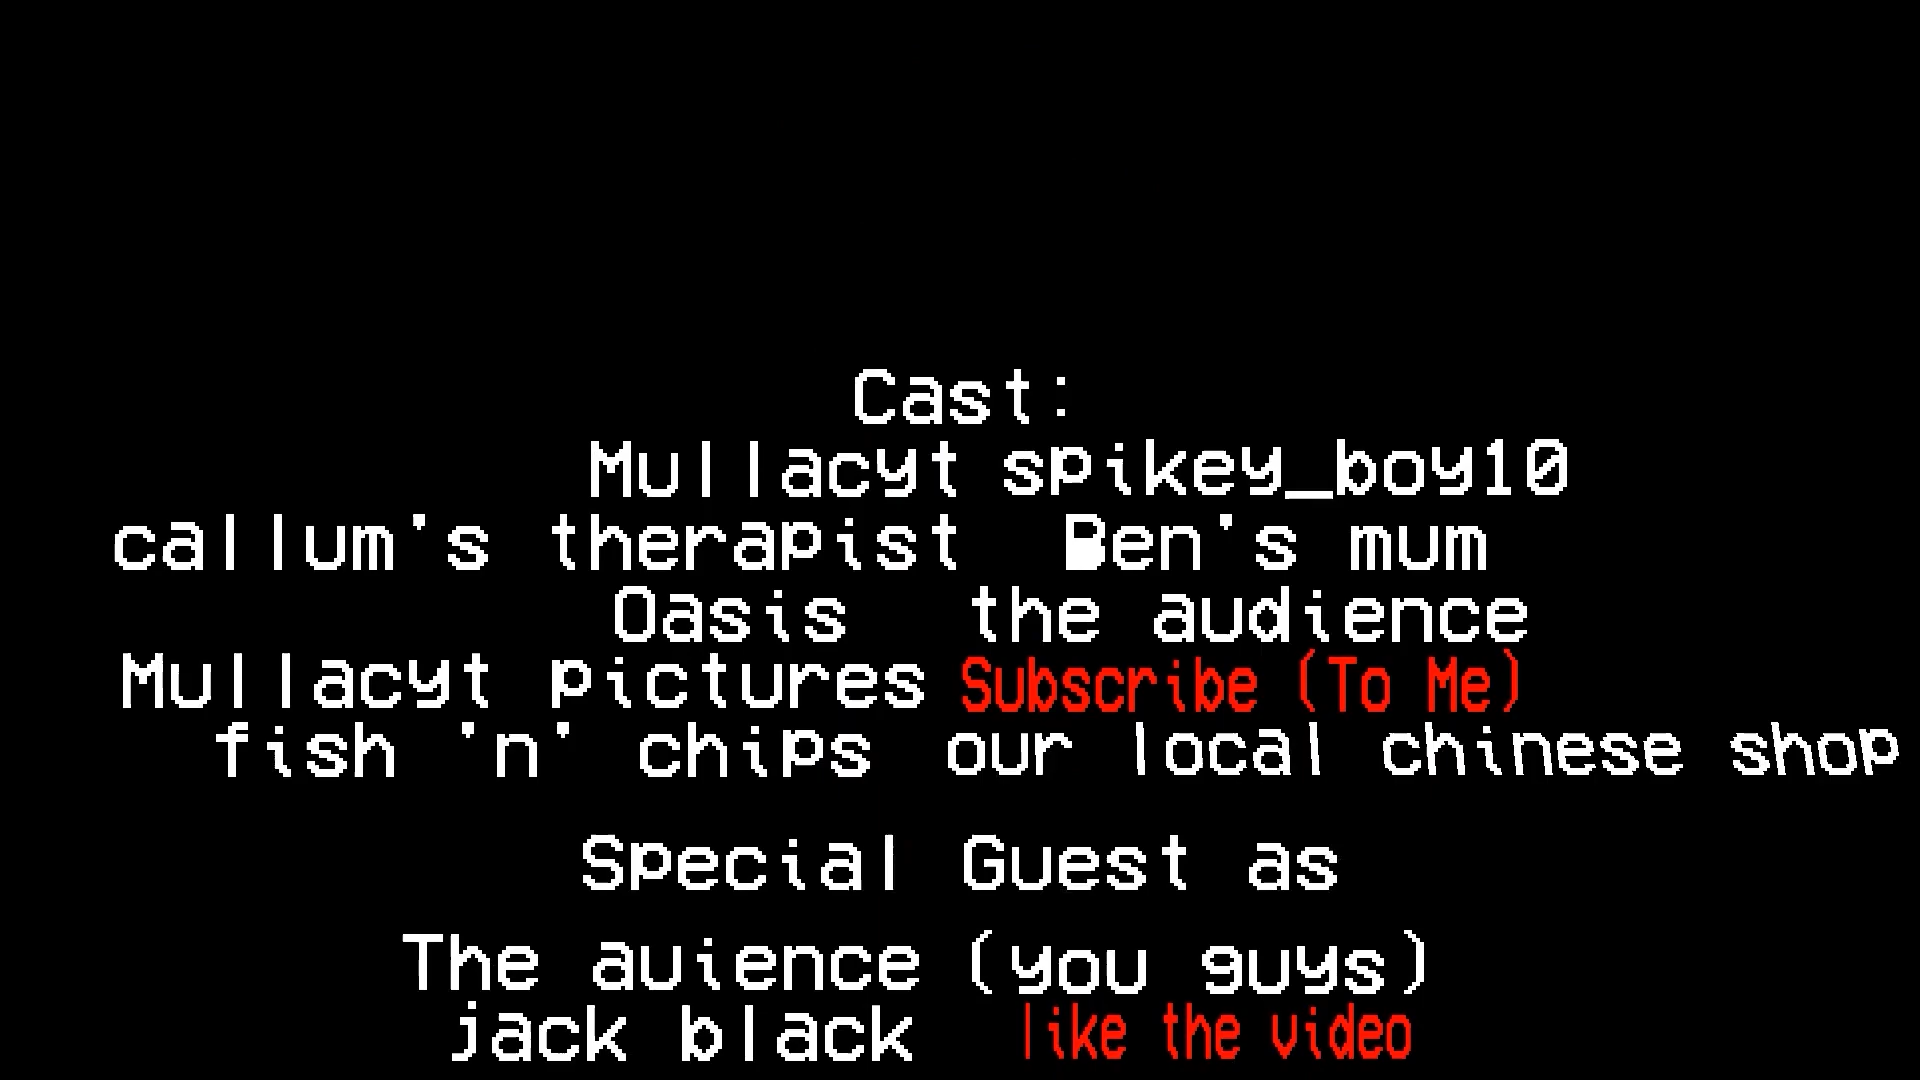 Cast:
Mullacyt spikey_boy10
callum's therapist Ben's mum
Oasis the audience
Mullacyt pictures Subscribe (To Me)
fish 'n' chips our local chinese shop
Special Guest as
The auience (you guys)
jack black like the video